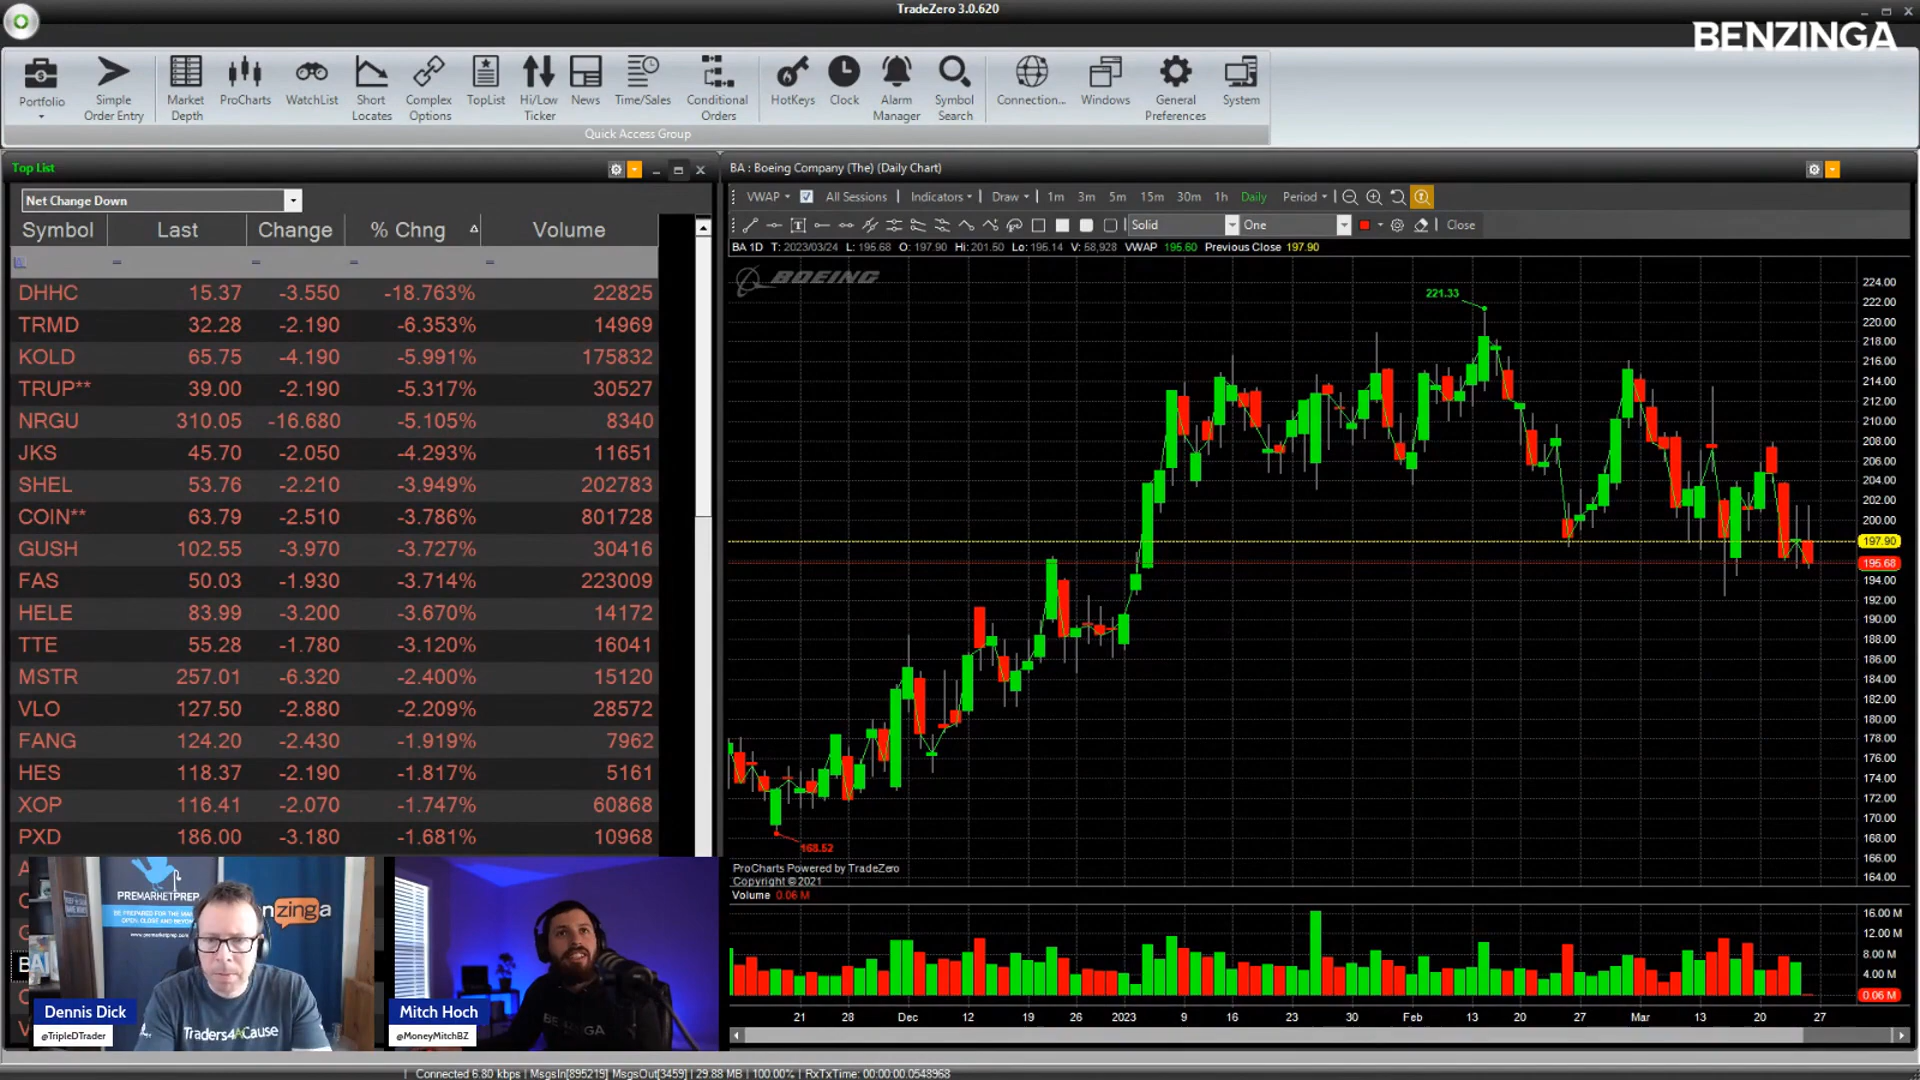 TradeZero 3.0.620
BENZINGA
Portfolio
Simple Order Entry
Market Depth
ProCharts
WatchList
Short Locates
Complex Options
TopList
Hi/Low Ticker
News
Time/Sales
Conditional Orders
HotKeys
Clock
Alarm Manager
Symbol Search
Connection...
Windows
General Preferences
System
Quick Access Group
Top List
Net Change Down
Symbol Last Change % Chng Volume
= = = =
DHHC 15.37 -3.550 -18.763% 22825
TRMD 32.28 -2.190 -6.353% 14969
KOLD 65.75 -4.190 -5.991% 175832
TRUP** 39.00 -2.190 -5.317% 30527
NRGU 310.05 -16.680 -5.105% 8340
JKS 45.70 -2.050 -4.293% 11651
SHEL 53.76 -2.210 -3.949% 202783
COIN** 63.79 -2.510 -3.786% 801728
GUSH 102.55 -3.970 -3.727% 30416
FAS 50.03 -1.930 -3.714% 223009
HELE 83.99 -3.200 -3.670% 14172
TTE 55.28 -1.780 -3.120% 16041
MSTR 257.01 -6.320 -2.400% 15120
VLO 127.50 -2.880 -2.209% 28572
FANG 124.20 -2.430 -1.919% 7962
HES 118.37 -2.190 -1.817% 5161
XOP 116.41 -2.070 -1.747% 60868
PXD 186.00 -3.180 -1.681% 10968
BA : Boeing Company (The) (Daily Chart)
VWAP All Sessions Indicators Draw 1m 3m 5m 15m 30m 1h Daily Period
Solid One Close
BA 1D T: 2023/03/24 L: 195.68 O: 197.90 Hi: 201.50 Lo: 195.14 V: 58,928 VWAP 195.60 Previous Close 197.90
BOEING
221.33
168.52
224.00
222.00
220.00
218.00
216.00
214.00
212.00
210.00
208.00
206.00
204.00
202.00
200.00
197.90
195.68
194.00
192.00
190.00
188.00
186.00
184.00
182.00
180.00
178.00
176.00
174.00
172.00
170.00
168.00
166.00
164.00
ProCharts Powered by TradeZero
Copyright ©2021
Volume 0.06 M
16.00 M
12.00 M
8.00 M
4.00 M
0.06 M
21 28 Dec 12 19 26 2023 9 16 23 30 Feb 13 20 27 Mar 13 20 27
PREMARKETPREP
www.premarketprep.com
nzinga
Traders4ACause
Dennis Dick
@TripleDTrader
BENZINGA
Mitch Hoch
@MoneyMitchBZ
Connected 6.80 kbps | MsgsIn[895219] MsgsOut[3459] | 29.88 MB | 100.00% | RxTxTime: 00:00:00.0548968